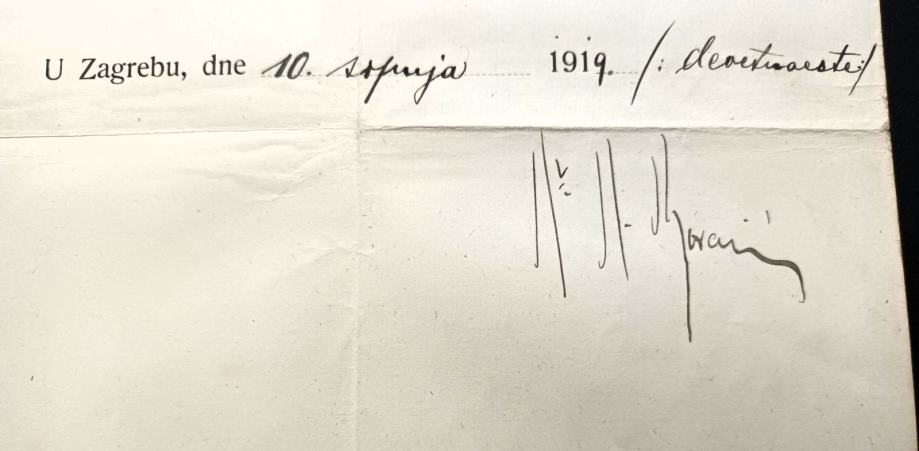 U Zagrebu, dne 10. srpnja 1919. /: devetnaeste:/